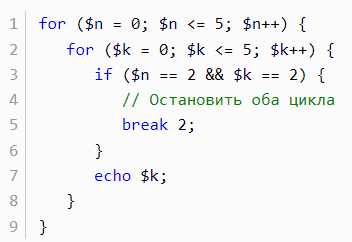 1 for ($n = 0; $n <= 5; $n++) {
2    for ($k = 0; $k <= 5; $k++) {
3       if ($n == 2 && $k == 2) {
4          // Остановить оба цикла
5          break 2;
6       }
7       echo $k;
8    }
9 }